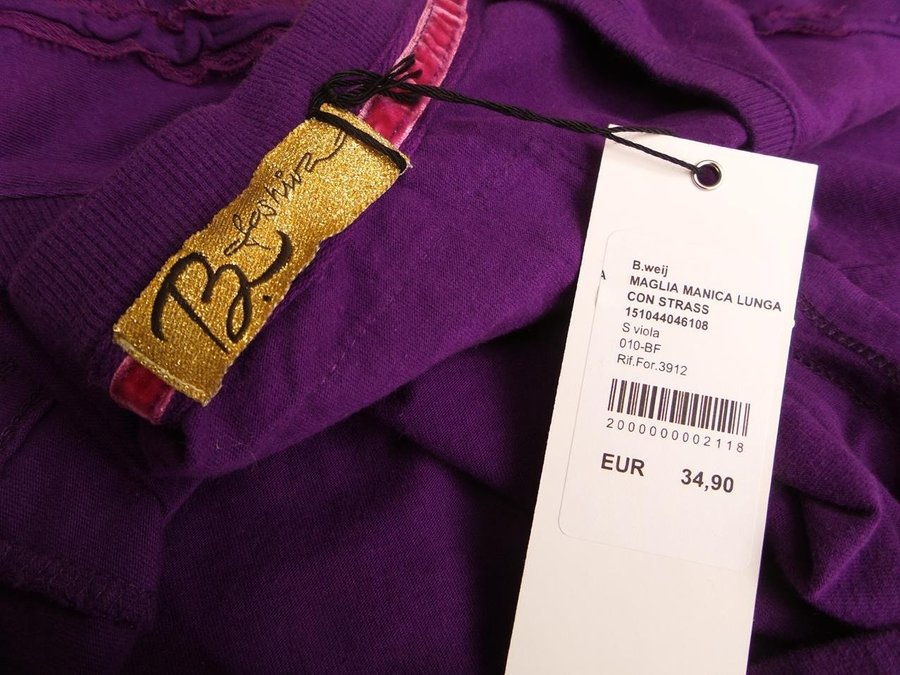 B.
B.weij
MAGLIA MANICA LUNGA
CON STRASS
151044046108
S viola
010-BF
Rif.For.3912
2000000002118
EUR 34,90